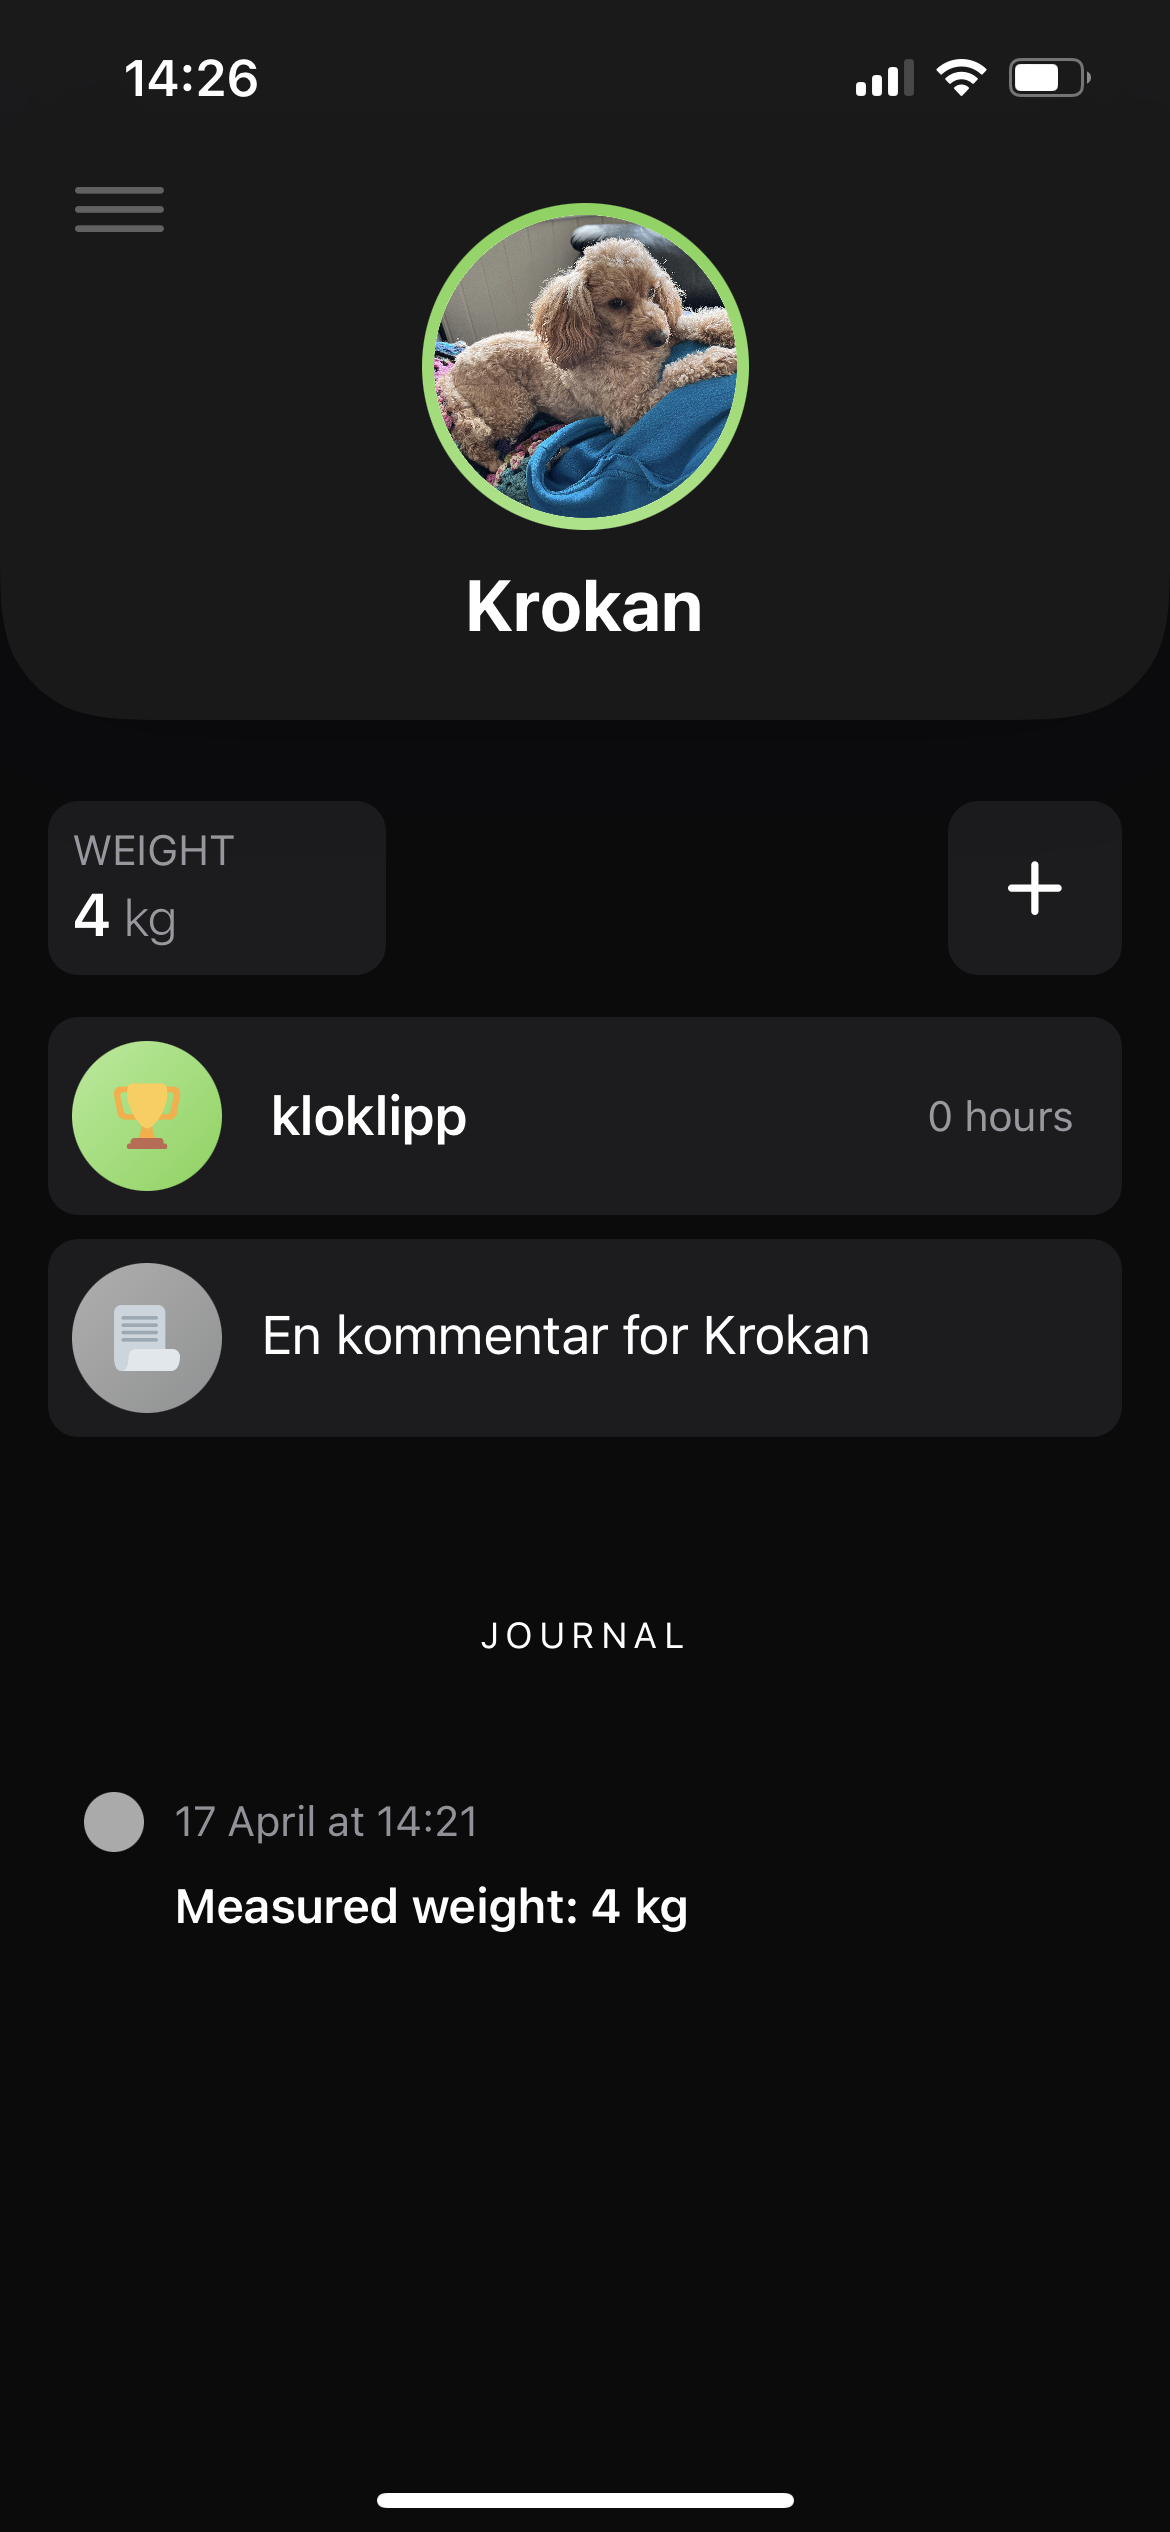 14:26
Krokan
WEIGHT
4 kg
kloklipp
0 hours
En kommentar for Krokan
JOURNAL
17 April at 14:21
Measured weight: 4 kg